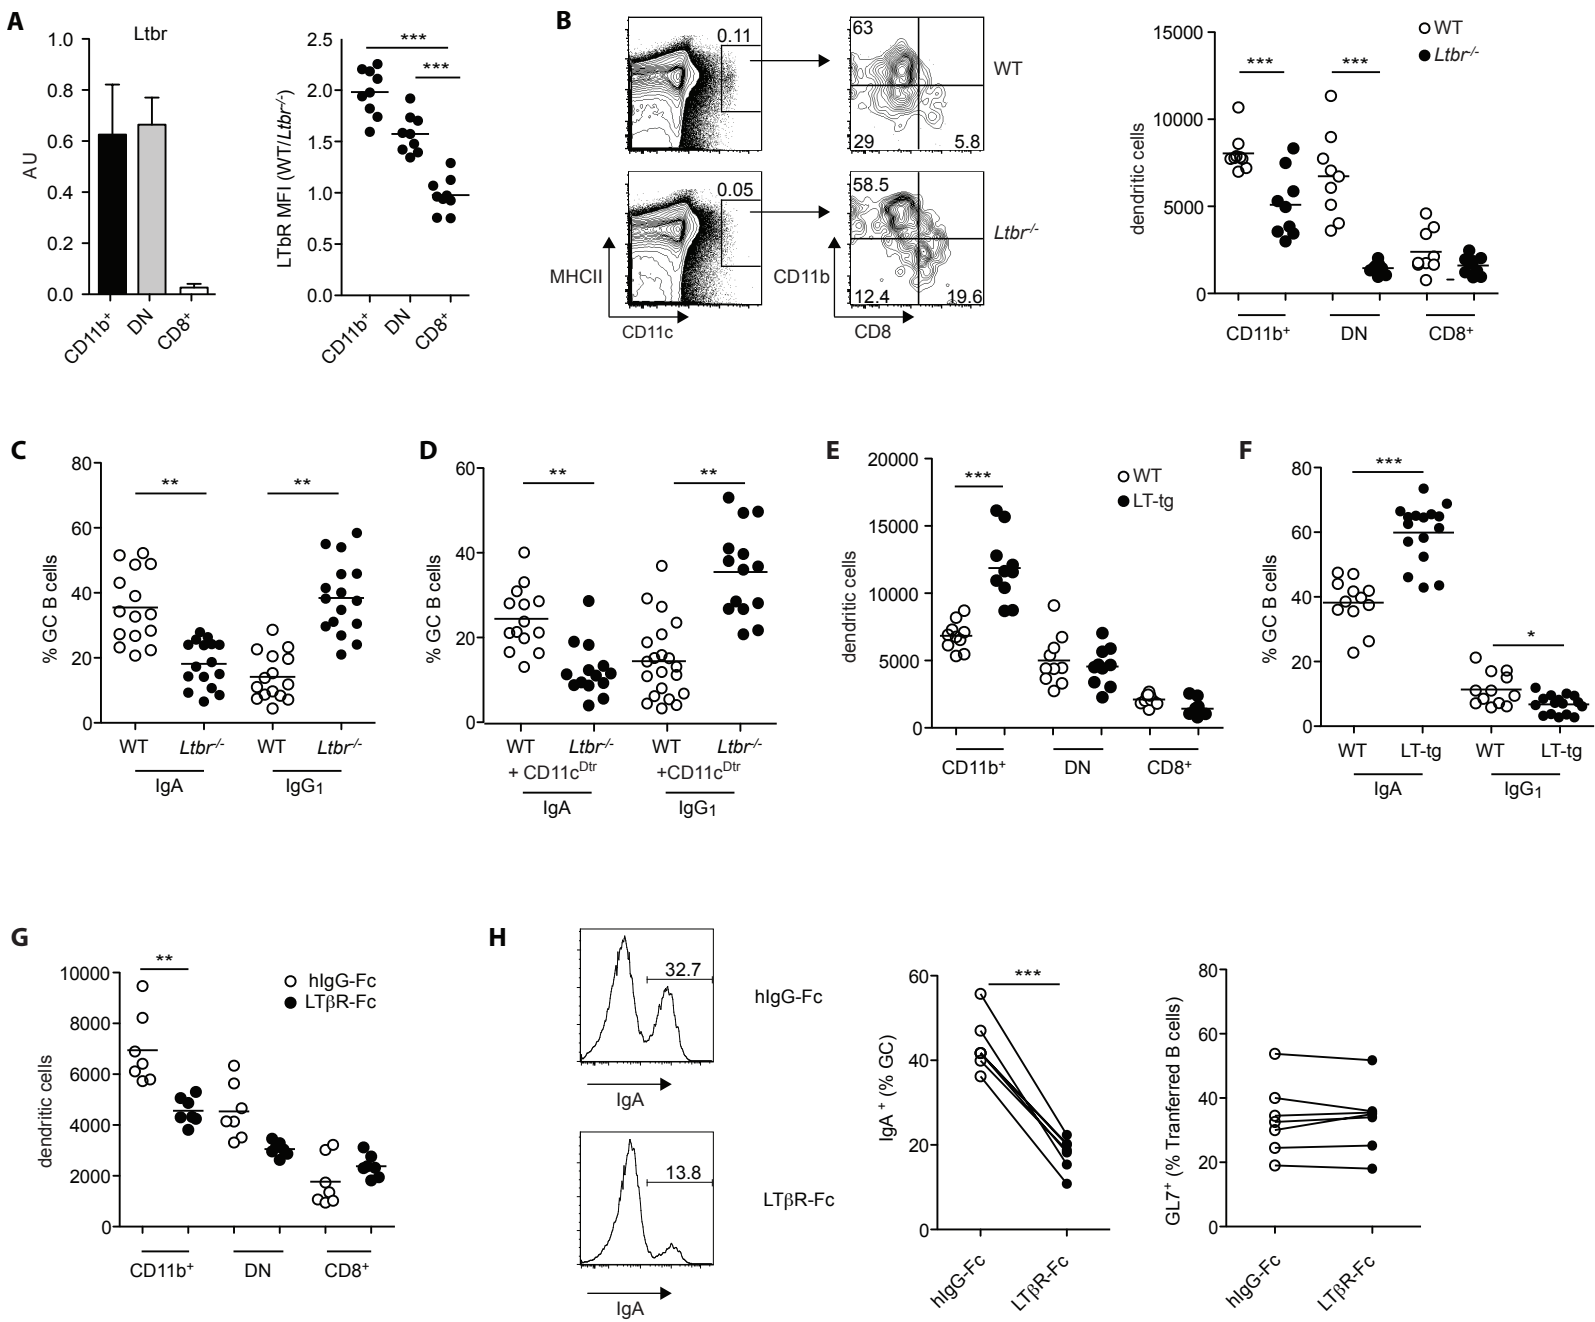 A
Ltbr
1.0
0.8
0.6
0.4
0.2
0.0
AU
CD11b+
DN
CD8+
2.5
2.0
1.5
1.0
0.5
0.0
LTbR MFI (WT/Ltbr-/-)
***
***
CD11b+
DN
CD8+
B
0.11
63
29
5.8
WT
0.05
58.5
12.4
19.6
Ltbr-/-
MHCII
CD11c
CD11b
CD8
15000
10000
5000
0
dendritic cells
WT
Ltbr-/-
***
***
CD11b+
DN
CD8+
C
80
60
40
20
0
% GC B cells
**
**
WT
Ltbr-/-
WT
Ltbr-/-
IgA
IgG1
D
60
40
20
0
% GC B cells
**
**
WT
Ltbr-/-
WT
Ltbr-/-
+ CD11cDtr
+CD11cDtr
IgA
IgG1
E
20000
15000
10000
5000
0
dendritic cells
***
WT
LT-tg
CD11b+
DN
CD8+
F
80
60
40
20
0
% GC B cells
***
*
WT
LT-tg
WT
LT-tg
IgA
IgG1
G
10000
8000
6000
4000
2000
0
dendritic cells
**
hIgG-Fc
LTβR-Fc
CD11b+
DN
CD8+
H
32.7
hIgG-Fc
IgA
13.8
LTβR-Fc
IgA
60
40
20
0
IgA + (% GC)
***
hIgG-Fc
LTβR-Fc
80
60
40
20
0
GL7+ (% Tranferred B cells)
hIgG-Fc
LTβR-Fc